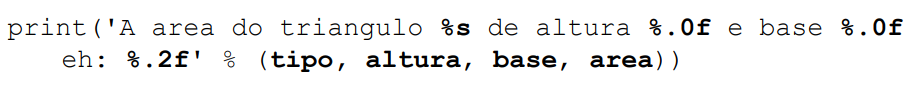 print('A area do triangulo %s de altura %.0f e base %.0f
eh: %.2f' % (tipo, altura, base, area))